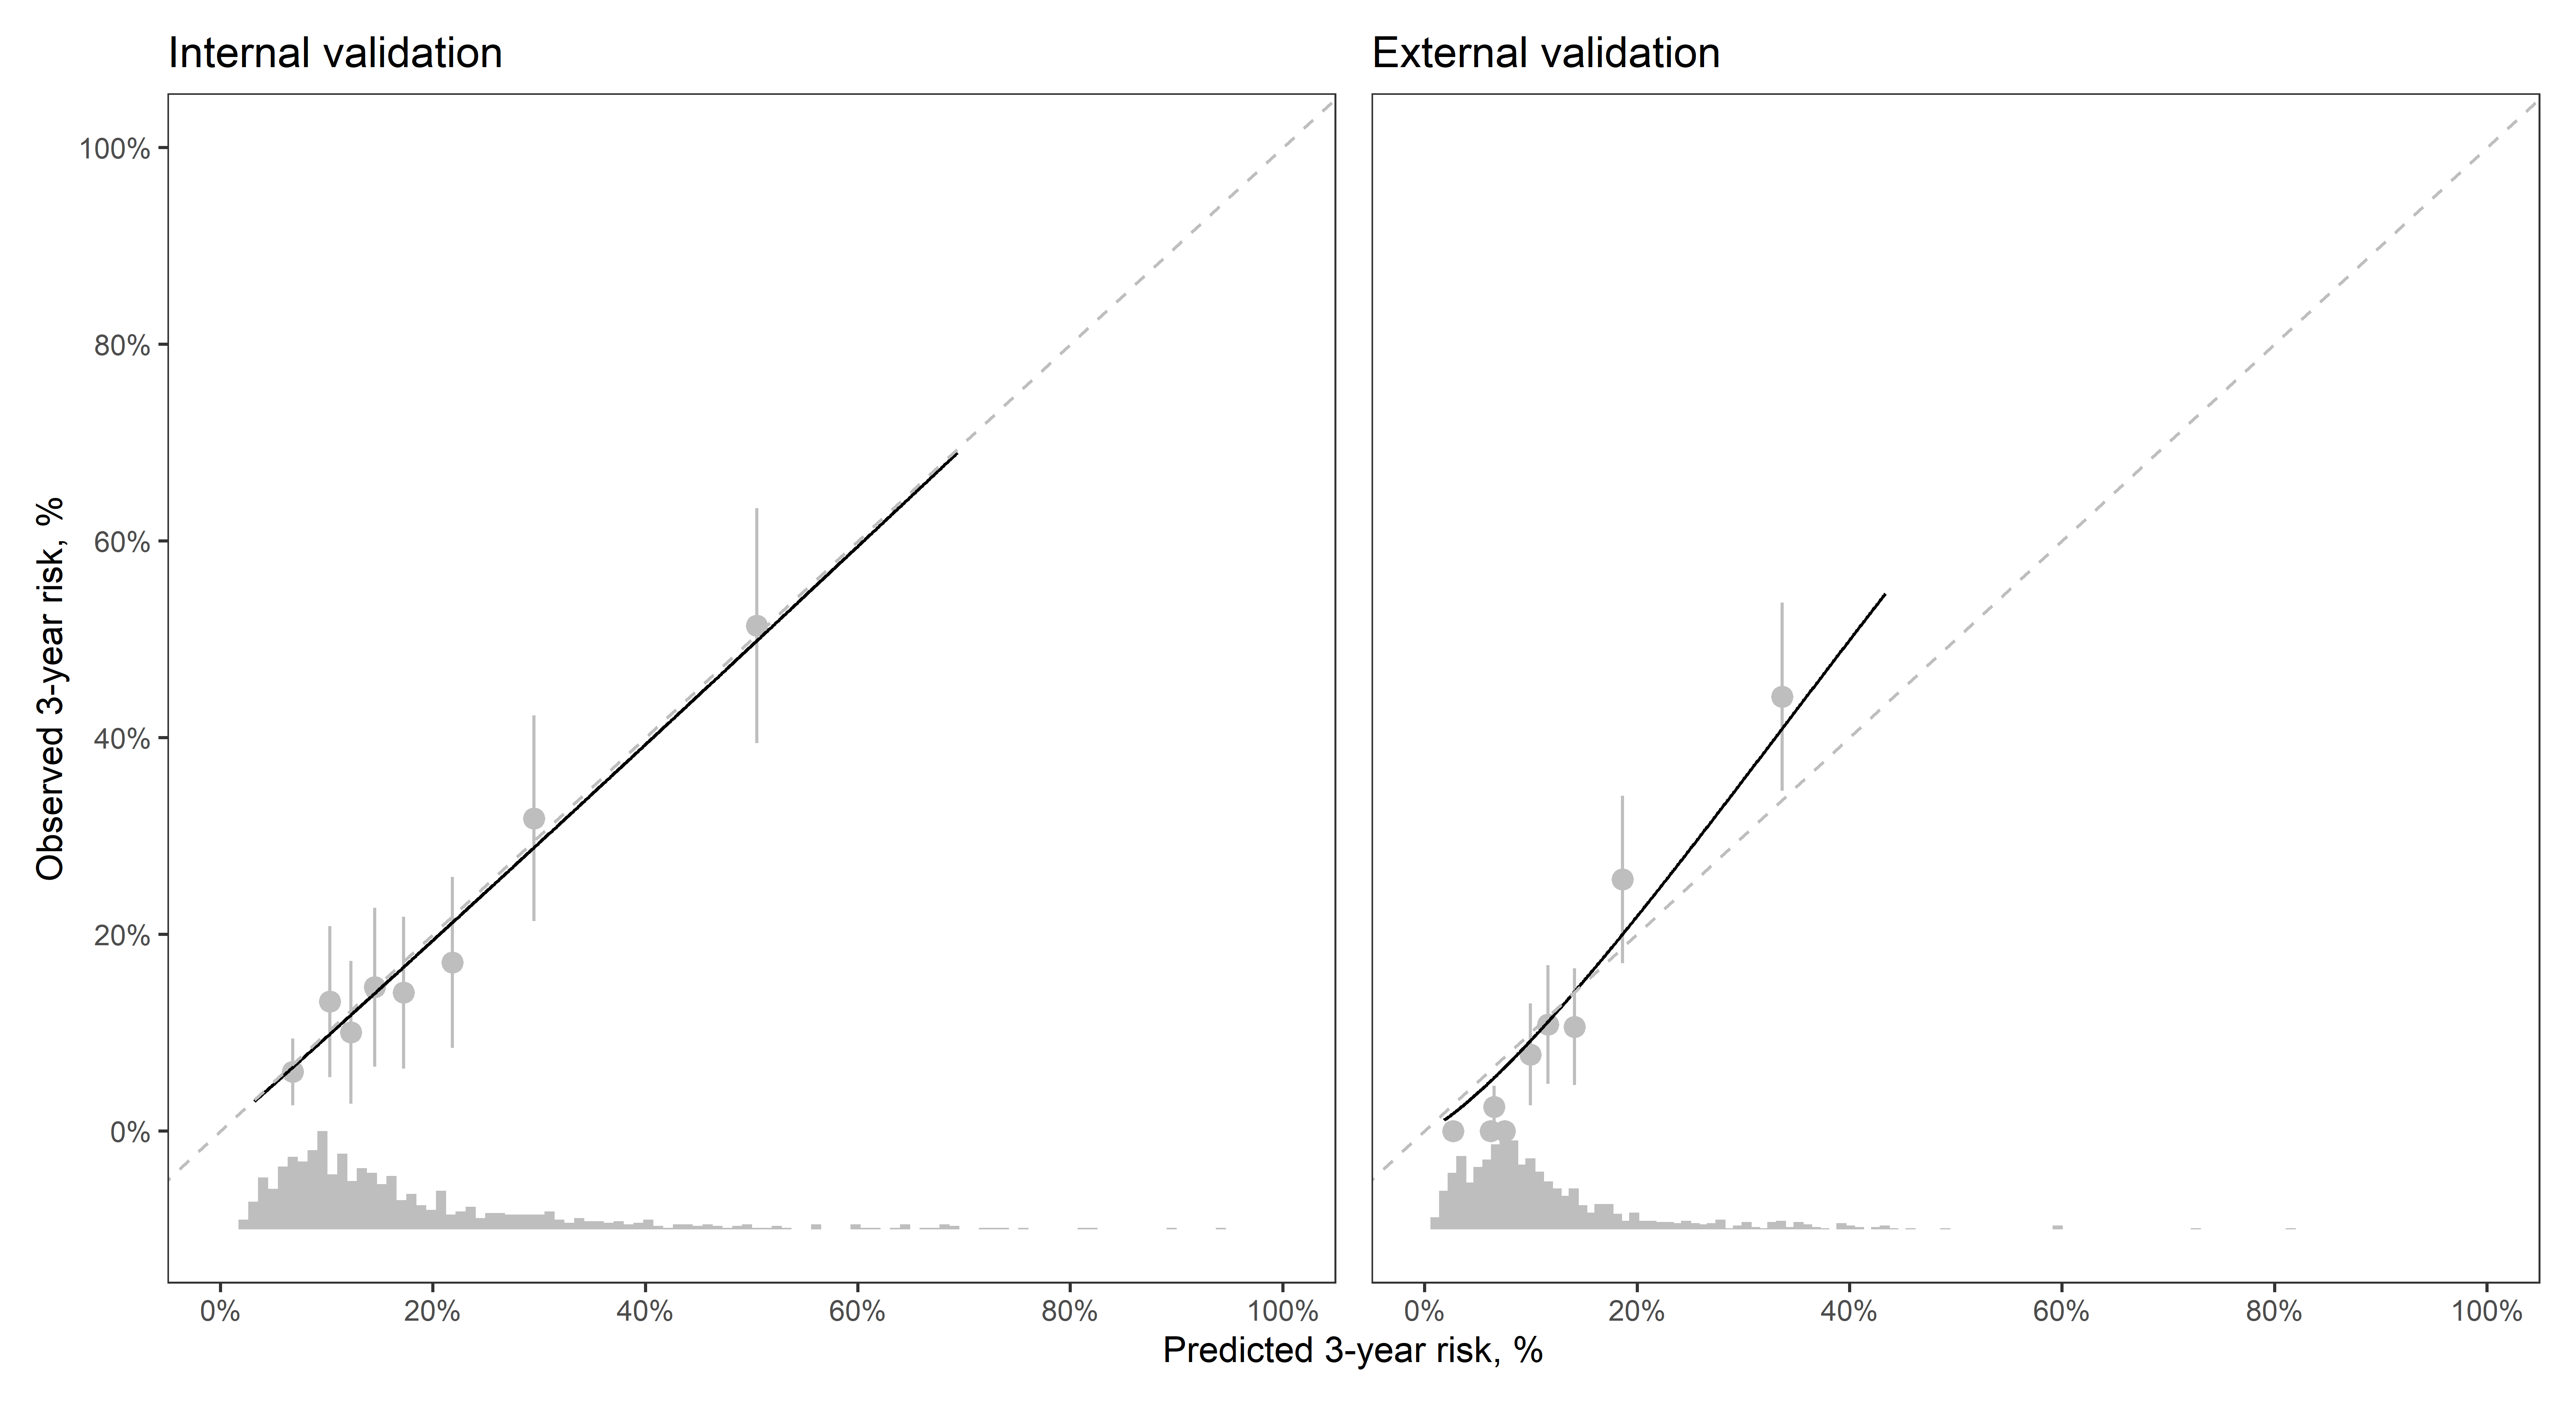 Internal validation
External validation
Observed 3-year risk, %
100%
80%
60%
40%
20%
0%
0% 20% 40% 60% 80% 100%
0% 20% 40% 60% 80% 100%
Predicted 3-year risk, %